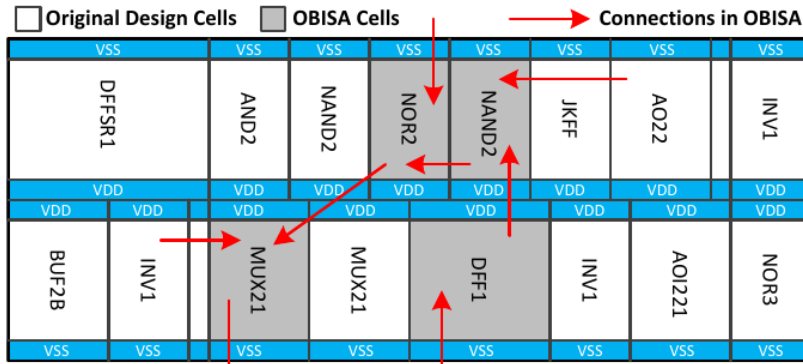 Original Design Cells OBISA Cells Connections in OBISA
VSS VSS VSS VSS VSS VSS VSS VSS
DFFSR1 AND2 NAND2 NOR2 NAND2 JKFF AO22 INV1
VDD VDD VDD VDD VDD VDD VDD VDD
VDD VDD VDD VDD VDD VDD VDD VDD
BUF2B INV1 MUX21 MUX21 DFF1 INV1 AOI221 NOR3
VSS VSS VSS VSS VSS VSS VSS VSS